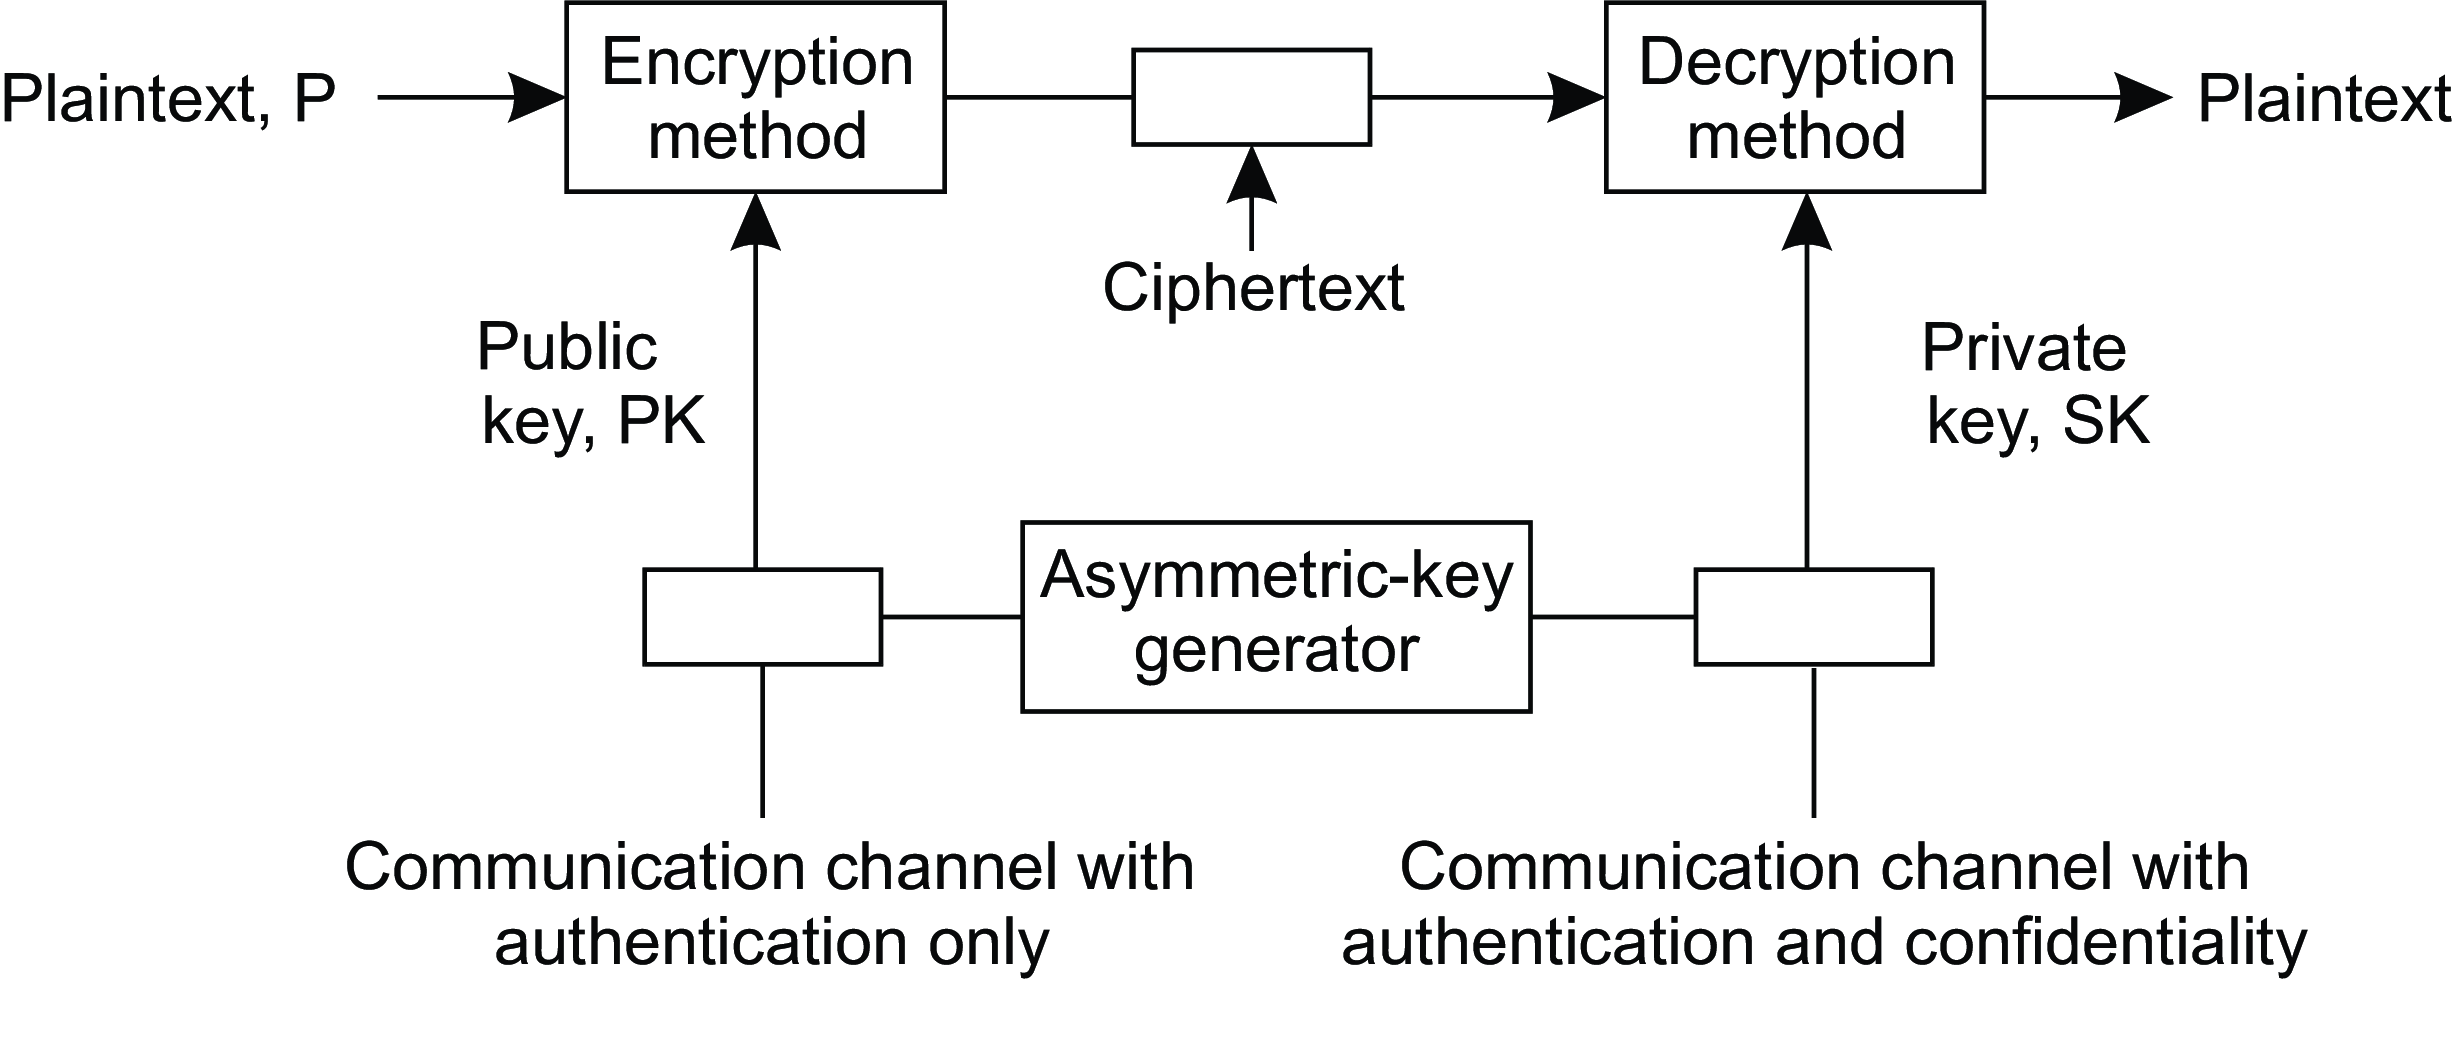 Plaintext, P
Encryption
method
Decryption
method
Plaintext
Ciphertext
Public
key, PK
Private
key, SK
Asymmetric-key
generator
Communication channel with
authentication only
Communication channel with
authentication and confidentiality